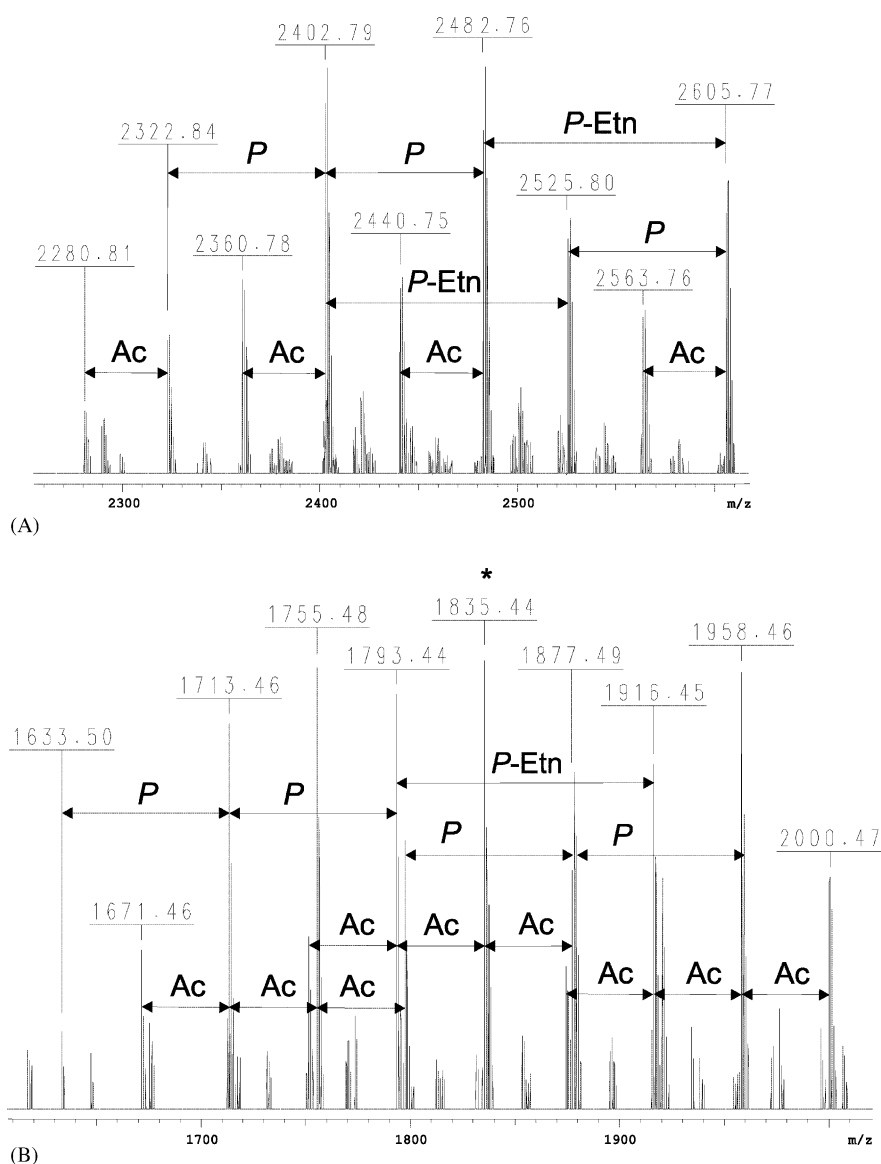 2402.79
2482.76
2605.77
2322.84
P
P
P-Etn
2525.80
2440.75
2360.78
2280.81
P
2563.76
P-Etn
Ac
Ac
Ac
Ac
2300
2400
2500
m/z
(A)
*
1835.44
1755.48
1958.46
1793.44
1877.49
1713.46
1916.45
1633.50
P-Etn
P
P
2000.47
P
P
1671.46
Ac
Ac
Ac
Ac
Ac
Ac
Ac
Ac
Ac
1700
1800
1900
m/z
(B)